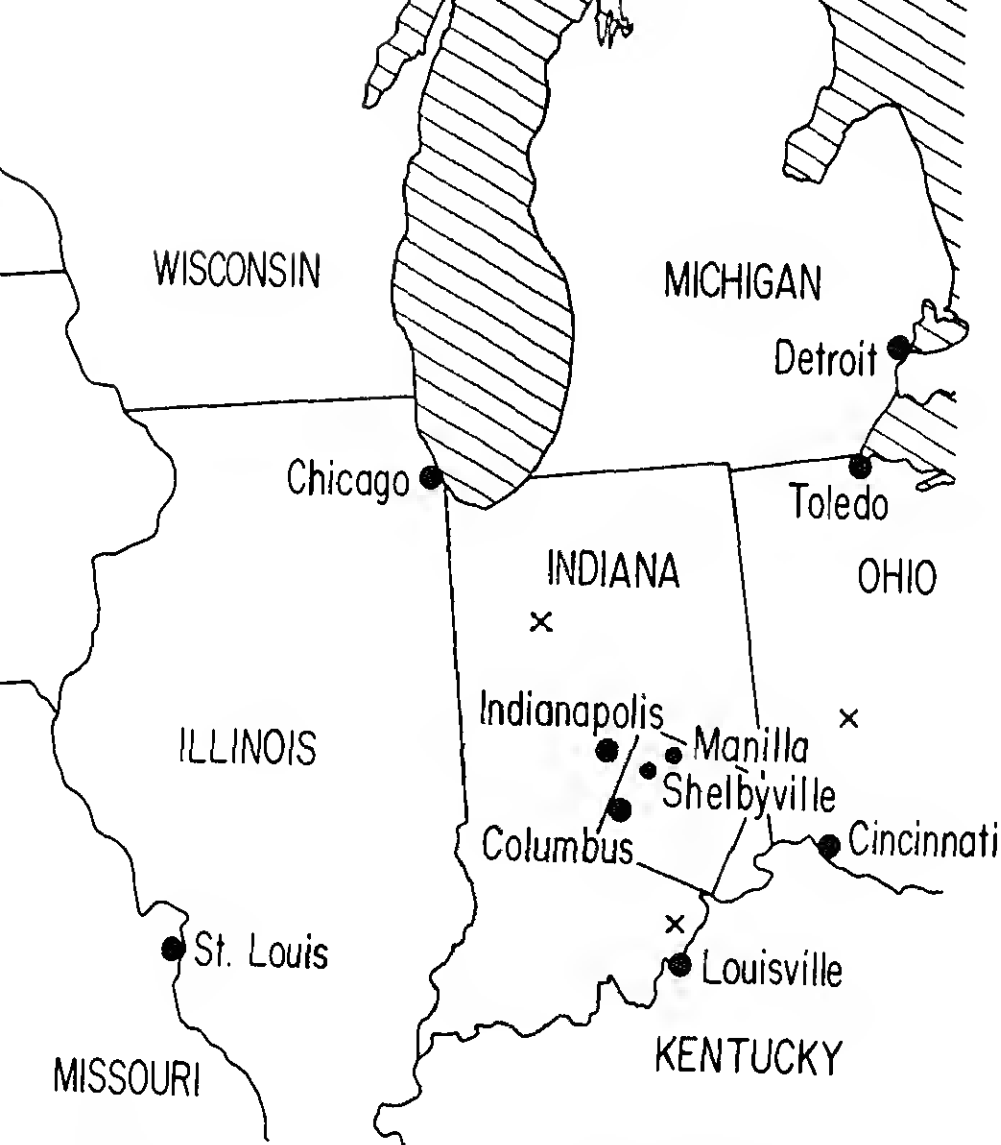 WISCONSIN
MICHIGAN
Detroit
Chicago
Toledo
INDIANA
OHIO
×
Indianapolis
×
ILLINOIS
Manilla
Shelbyville
Columbus
Cincinnati
×
St. Louis
Louisville
KENTUCKY
MISSOURI